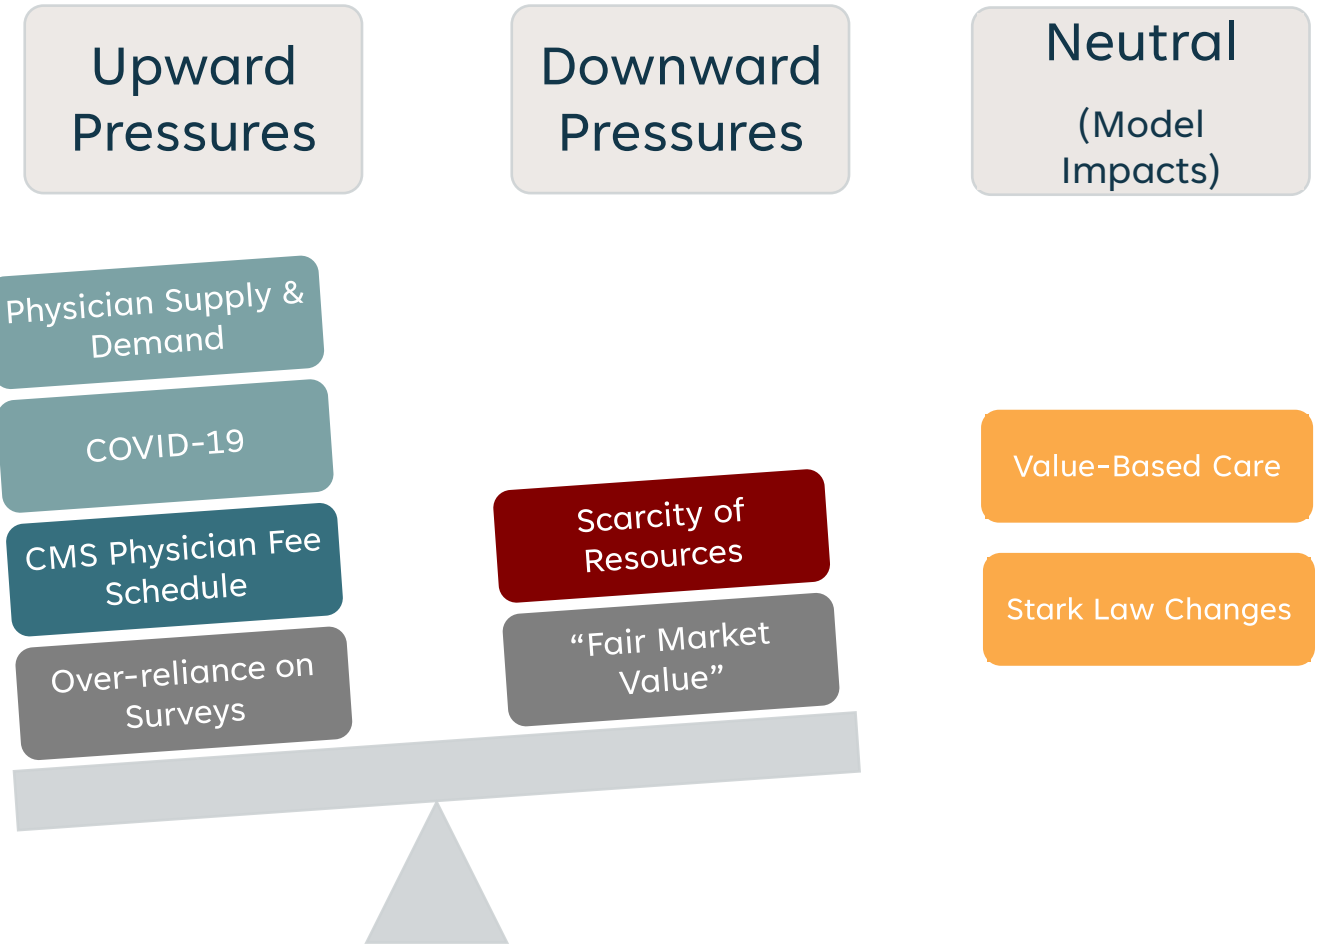 Upward
Pressures
Downward
Pressures
Neutral
(Model
Impacts)
Physician Supply &
Demand
COVID-19
CMS Physician Fee
Schedule
Over-reliance on
Surveys
Scarcity of
Resources
“Fair Market
Value”
Value-Based Care
Stark Law Changes